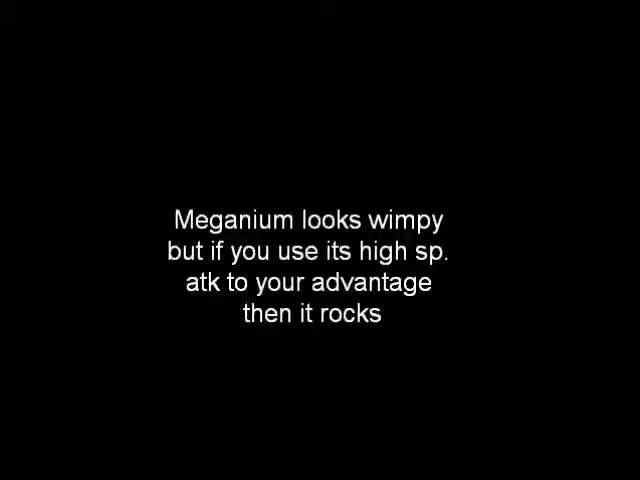 Meganium looks wimpy
but if you use its high sp.
atk to your advantage
then it rocks